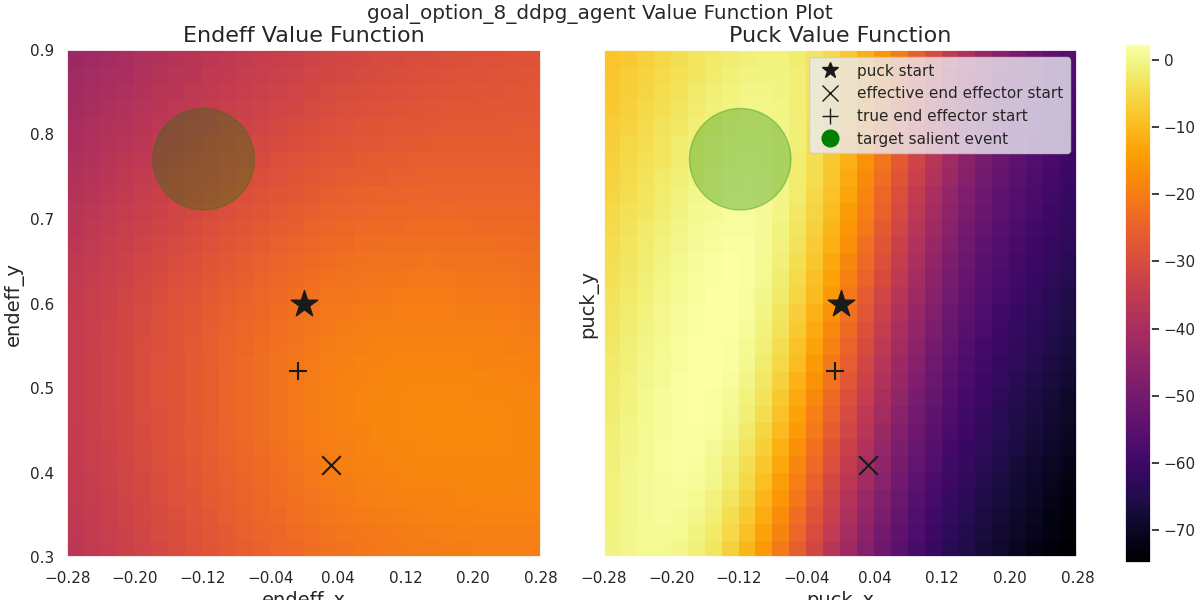 goal_option_8_ddpg_agent Value Function Plot
Endeff Value Function
Puck Value Function
endeff_y
0.9
0.8
0.7
0.6
0.5
0.4
0.3
−0.28 −0.20 −0.12 −0.04 0.04 0.12 0.20 0.28
endeff_x
puck_y
puck start
effective end effector start
true end effector start
target salient event
−0.28 −0.20 −0.12 −0.04 0.04 0.12 0.20 0.28
puck_x
0
−10
−20
−30
−40
−50
−60
−70